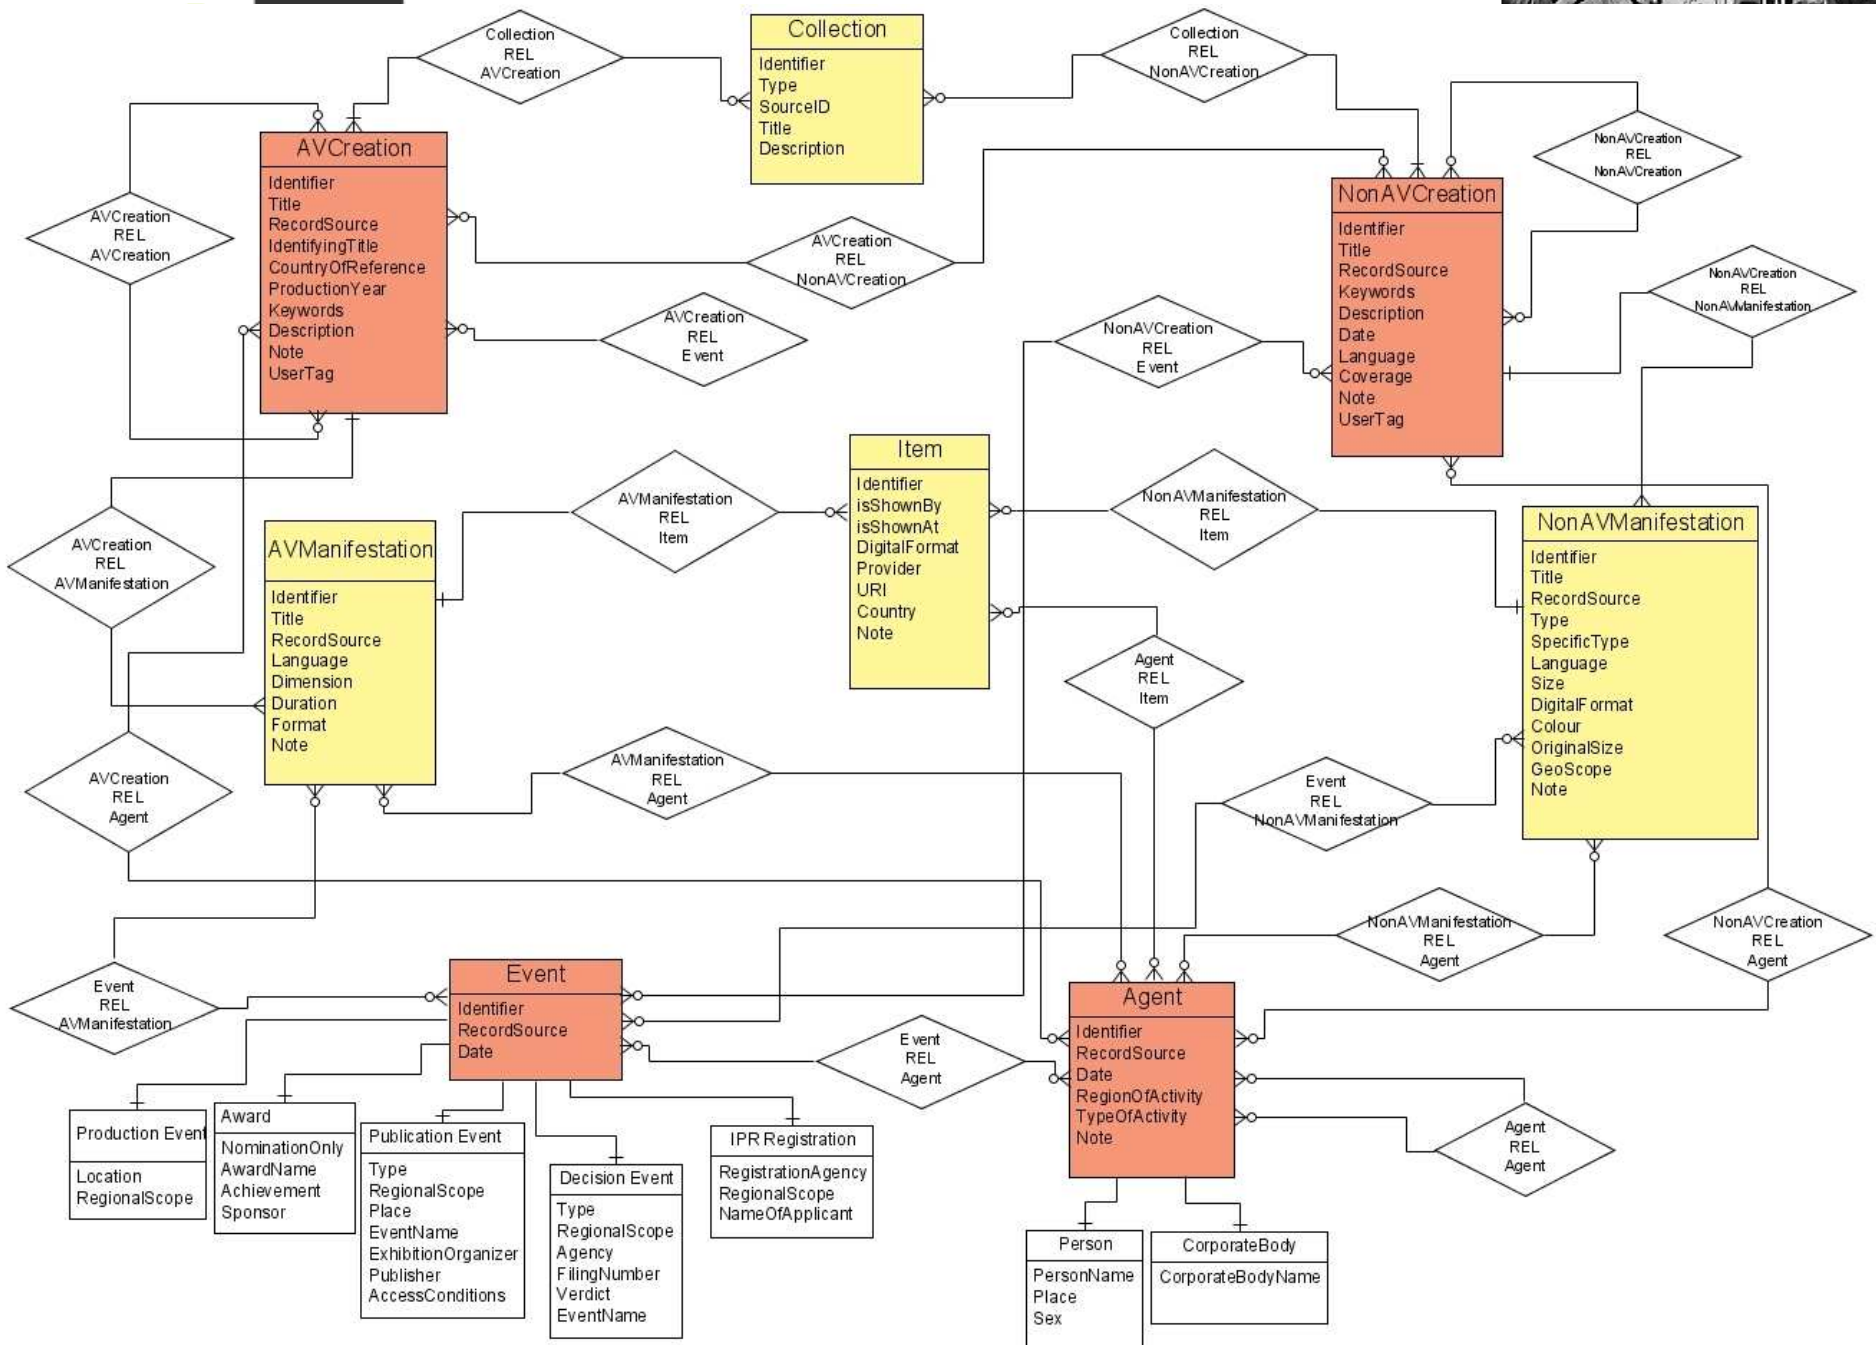 Collection
REL
AVCreation
Collection
Identifier
Type
SourceID
Title
Description
Collection
REL
NonAVCreation
NonAVCreation
REL
NonAVCreation
AVCreation
Identifier
Title
RecordSource
IdentifyingTitle
CountryOfReference
ProductionYear
Keywords
Description
Note
UserTag
AVCreation
REL
AVCreation
AVCreation
REL
NonAVCreation
AVCreation
REL
Event
NonAVCreation
REL
Event
NonAVCreation
Identifier
Title
RecordSource
Keywords
Description
Date
Language
Coverage
Note
UserTag
NonAVCreation
REL
NonAVManifestation
AVCreation
REL
AVManifestation
AVManifestation
Identifier
Title
RecordSource
Language
Dimension
Duration
Format
Note
AVManifestation
REL
Item
Item
Identifier
isShownBy
isShownAt
DigitalFormat
Provider
URI
Country
Note
NonAVManifestation
REL
Item
NonAVManifestation
Identifier
Title
RecordSource
Type
SpecificType
Language
Size
DigitalFormat
Colour
OriginalSize
GeoScope
Note
Agent
REL
Item
AVCreation
REL
Agent
AVManifestation
REL
Agent
Event
REL
NonAVManifestation
NonAVManifestation
REL
Agent
NonAVCreation
REL
Agent
Event
REL
AVManifestation
Event
Identifier
RecordSource
Date
Event
REL
Agent
Agent
Identifier
RecordSource
Date
RegionOfActivity
TypeOfActivity
Note
Agent
REL
Agent
Production Event
Location
RegionalScope
Award
NominationOnly
AwardName
Achievement
Sponsor
Publication Event
Type
RegionalScope
Place
EventName
ExhibitionOrganizer
Publisher
AccessConditions
Decision Event
Type
RegionalScope
Agency
FilingNumber
Verdict
EventName
IPR Registration
RegistrationAgency
RegionalScope
NameOfApplicant
Person
PersonName
Place
Sex
CorporateBody
CorporateBodyName